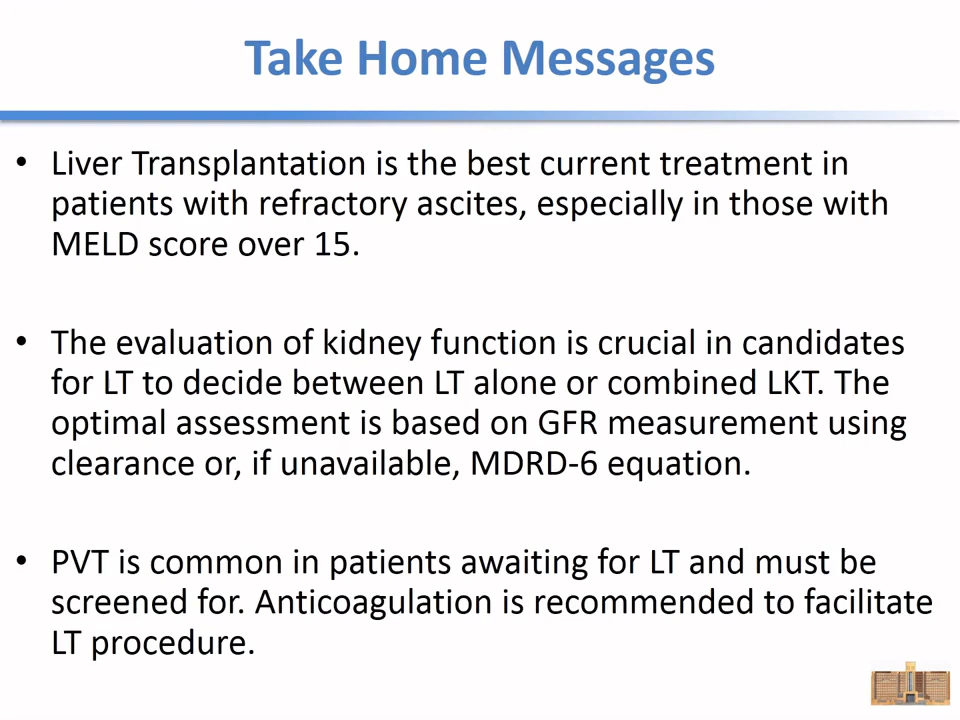 Take Home Messages
• Liver Transplantation is the best current treatment in
patients with refractory ascites, especially in those with
MELD score over 15.
• The evaluation of kidney function is crucial in candidates
for LT to decide between LT alone or combined LKT. The
optimal assessment is based on GFR measurement using
clearance or, if unavailable, MDRD-6 equation.
• PVT is common in patients awaiting for LT and must be
screened for. Anticoagulation is recommended to facilitate
LT procedure.